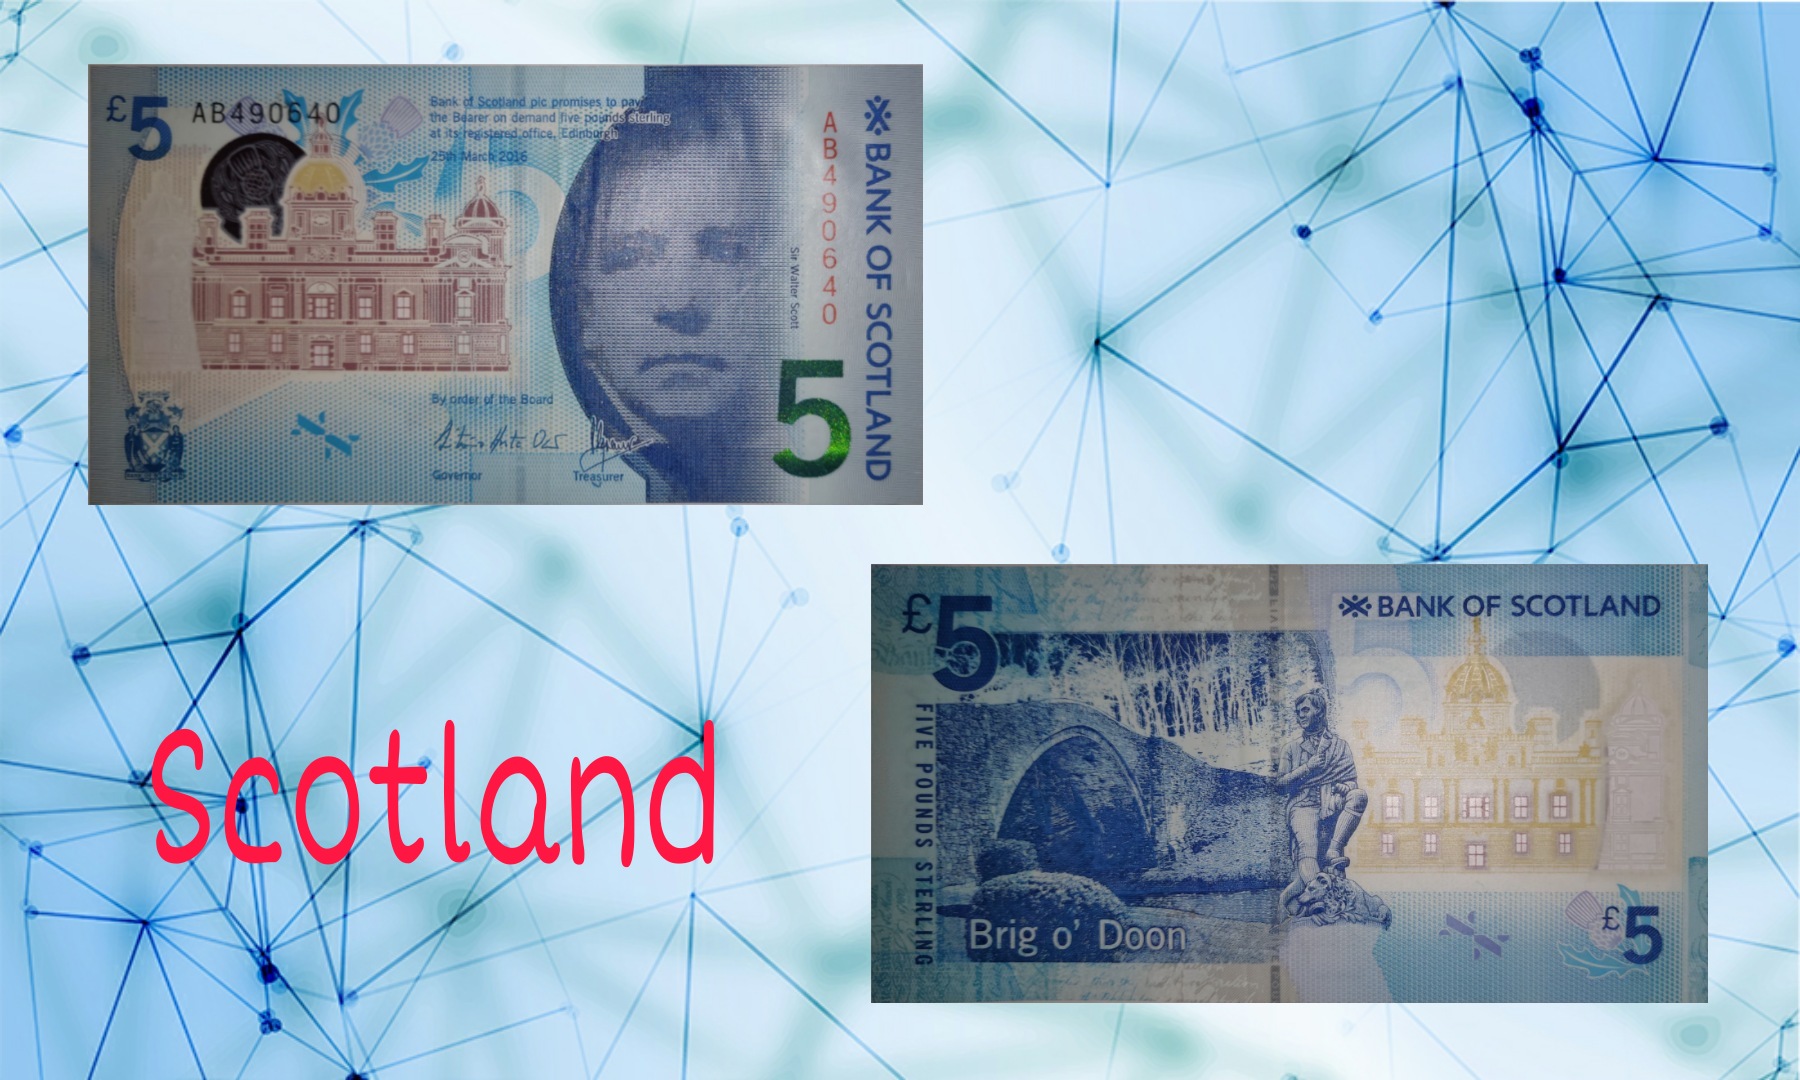 £5 AB490640
Bank of Scotland plc promises to pay
the Bearer on demand five pounds sterling
at its registered office, Edinburgh
25th March 2016
By order of the Board
Governor
Treasurer
Sir Walter Scott
AB490640
5
BANK OF SCOTLAND
Scotland
£5
BANK OF SCOTLAND
FIVE POUNDS STERLING
Brig o' Doon
£5